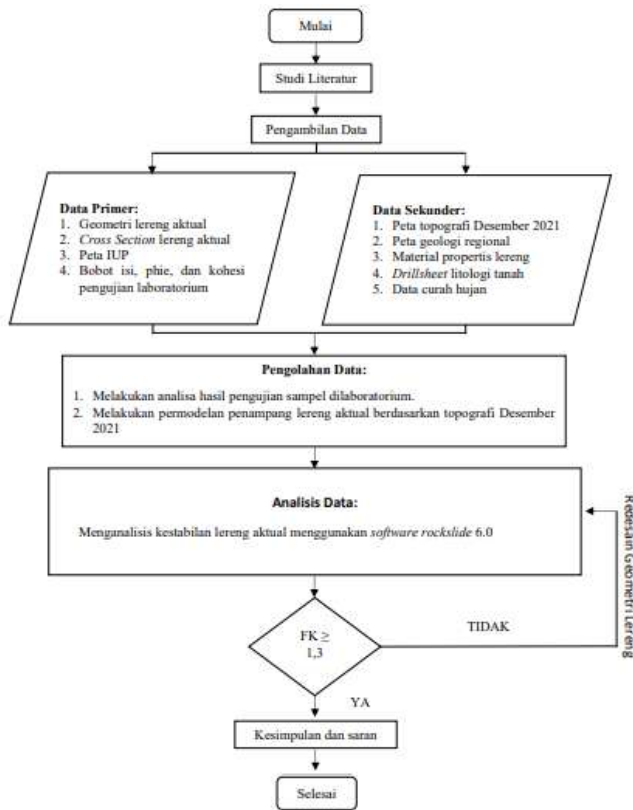 Mulai
Studi Literatur
Pengambilan Data
Data Primer:
1. Geometri lereng aktual
2. Cross Section lereng aktual
3. Peta IUP
4. Bobot isi, phie, dan kohesi
pengujian laboratorium
Data Sekunder:
1. Peta topografi Desember 2021
2. Peta geologi regional
3. Material propertis lereng
4. Drillsheet litologi tanah
5. Data curah hujan
Pengolahan Data:
1. Melakukan analisa hasil pengujian sampel dilaboratorium.
2. Melakukan permodelan penampang lereng aktual berdasarkan topografi Desember
2021
Analisis Data:
Menganalisis kestabilan lereng aktual menggunakan software rockslide 6.0
Redesain Geometri Lereng
FK ≥
1,3
TIDAK
YA
Kesimpulan dan saran
Selesai